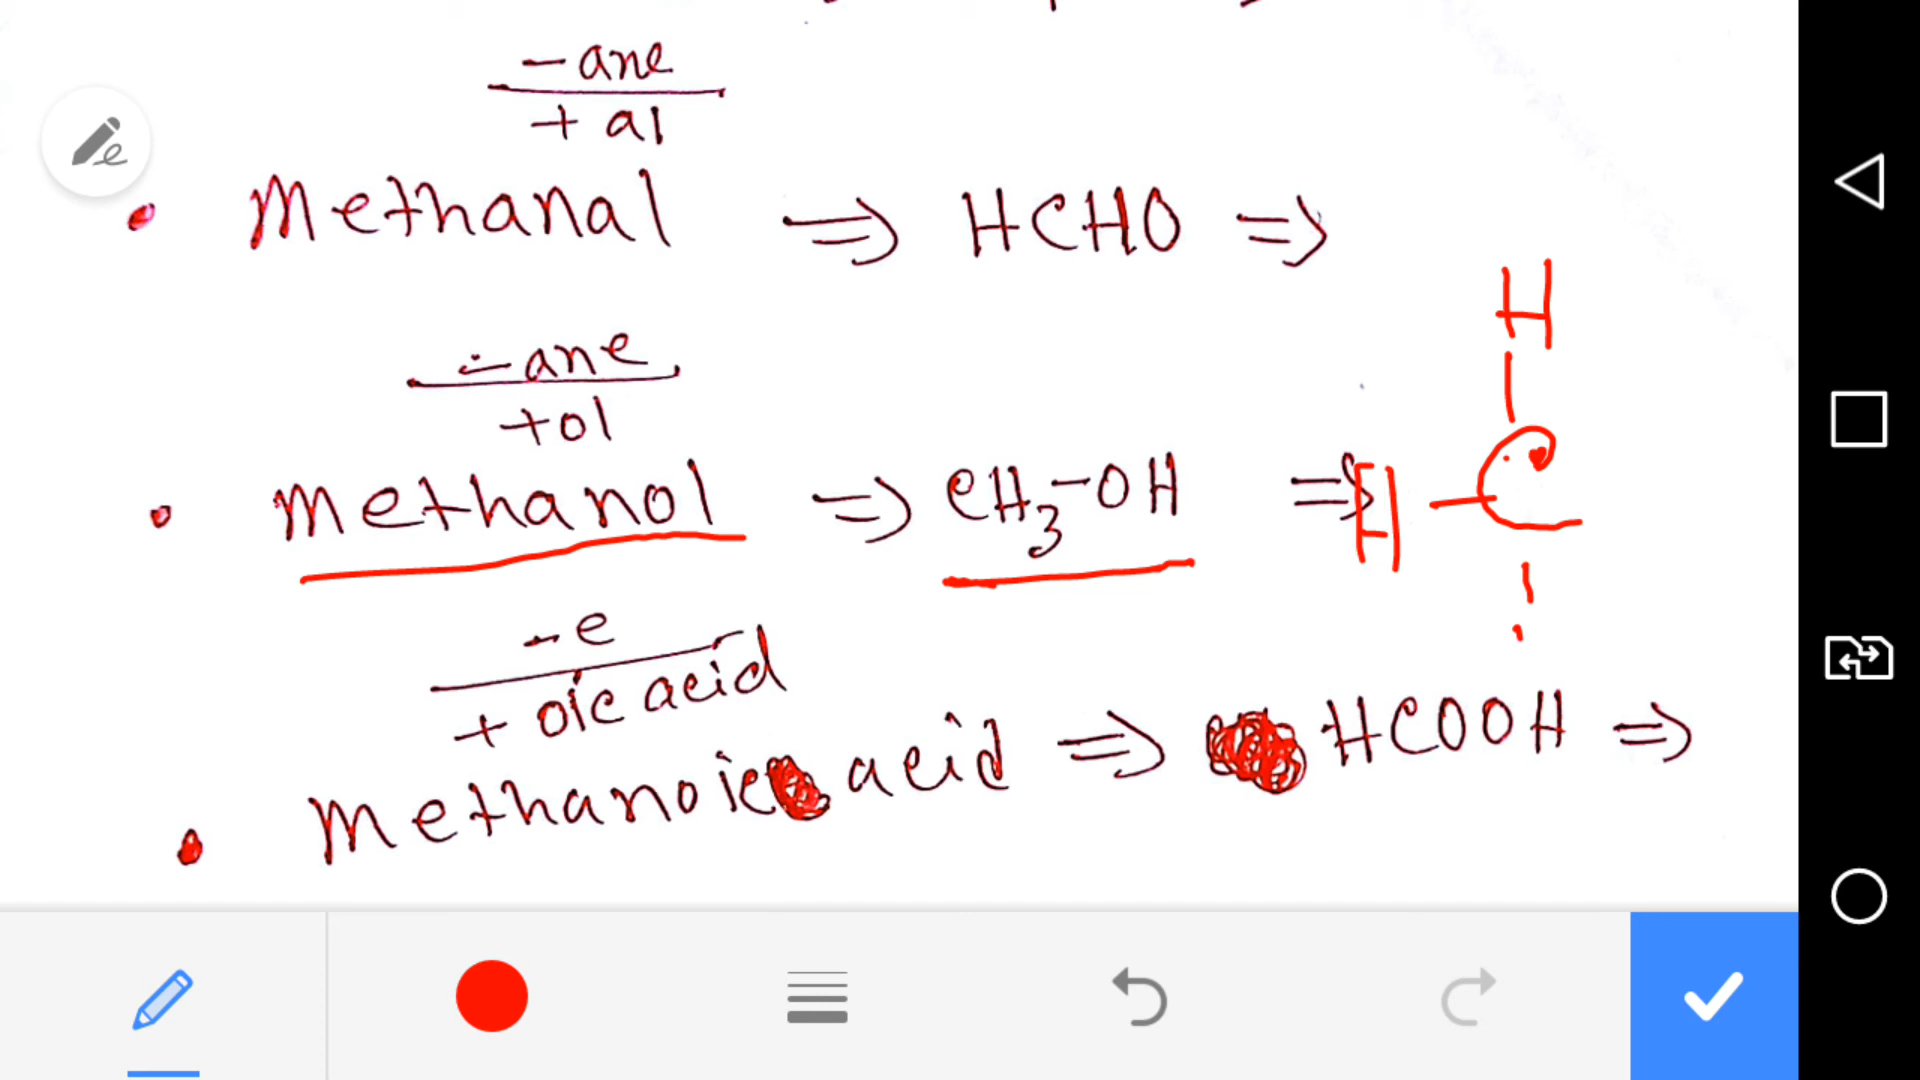 - ane
+ al
• Methanal ⇒ HCHO ⇒
- ane
+ol
• methanol ⇒ CH3-OH ⇒
H
H - C
- e
+ oic acid
• Methanoic acid ⇒ HCOOH ⇒